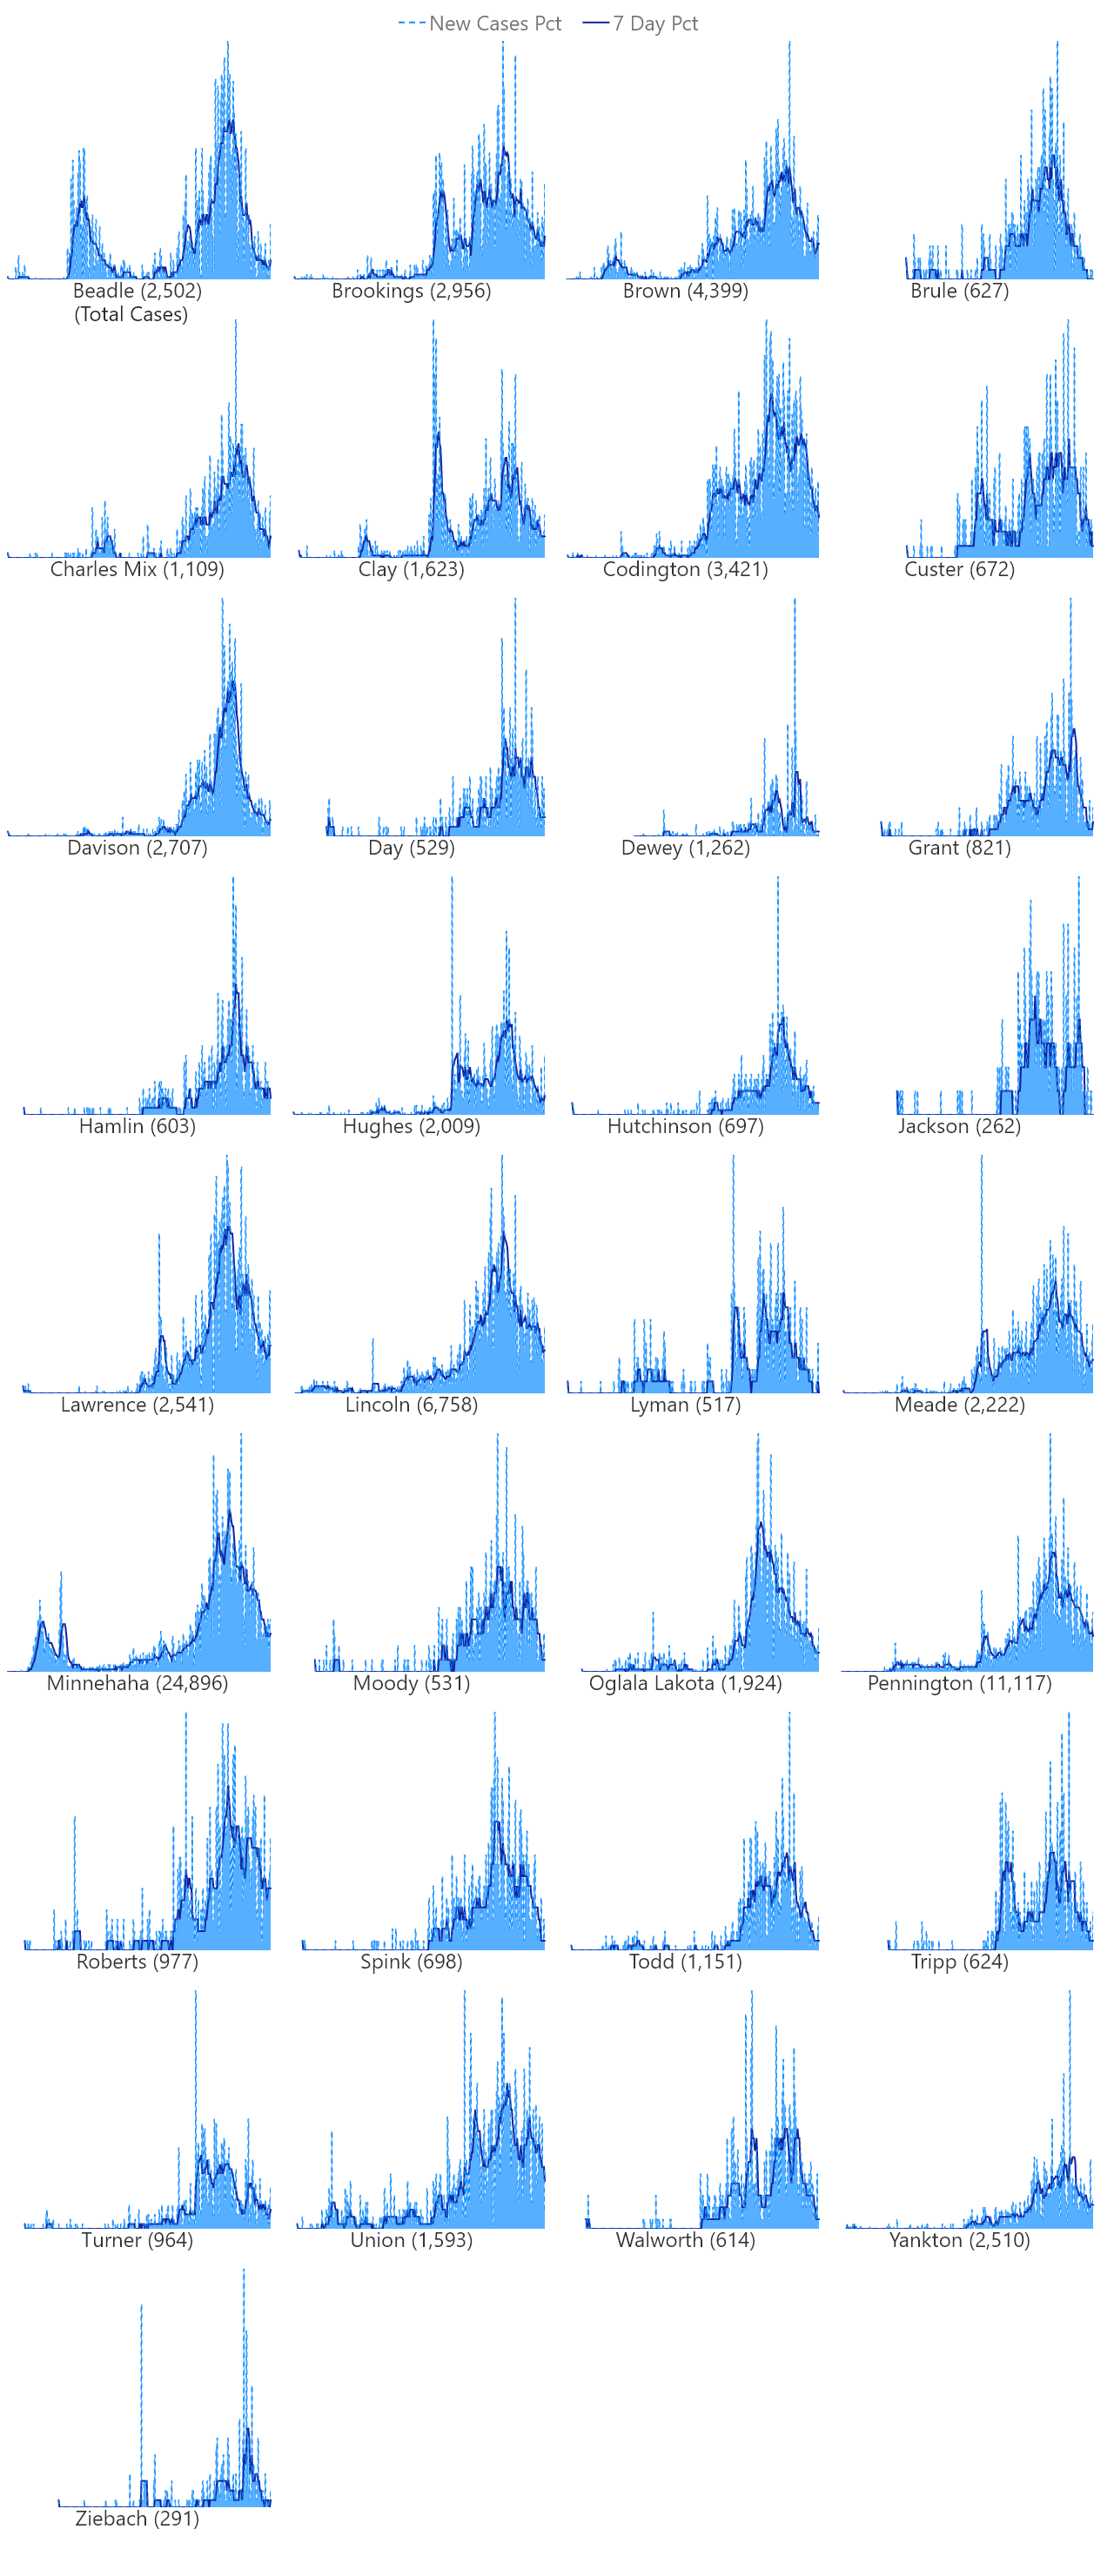 New Cases Pct 7 Day Pct
Beadle (2,502) Brookings (2,956) Brown (4,399) Brule (627)
(Total Cases)
Charles Mix (1,109) Clay (1,623) Codington (3,421) Custer (672)
Davison (2,707) Day (529) Dewey (1,262) Grant (821)
Hamlin (603) Hughes (2,009) Hutchinson (697) Jackson (262)
Lawrence (2,541) Lincoln (6,758) Lyman (517) Meade (2,222)
Minnehaha (24,896) Moody (531) Oglala Lakota (1,924) Pennington (11,117)
Roberts (977) Spink (698) Todd (1,151) Tripp (624)
Turner (964) Union (1,593) Walworth (614) Yankton (2,510)
Ziebach (291)